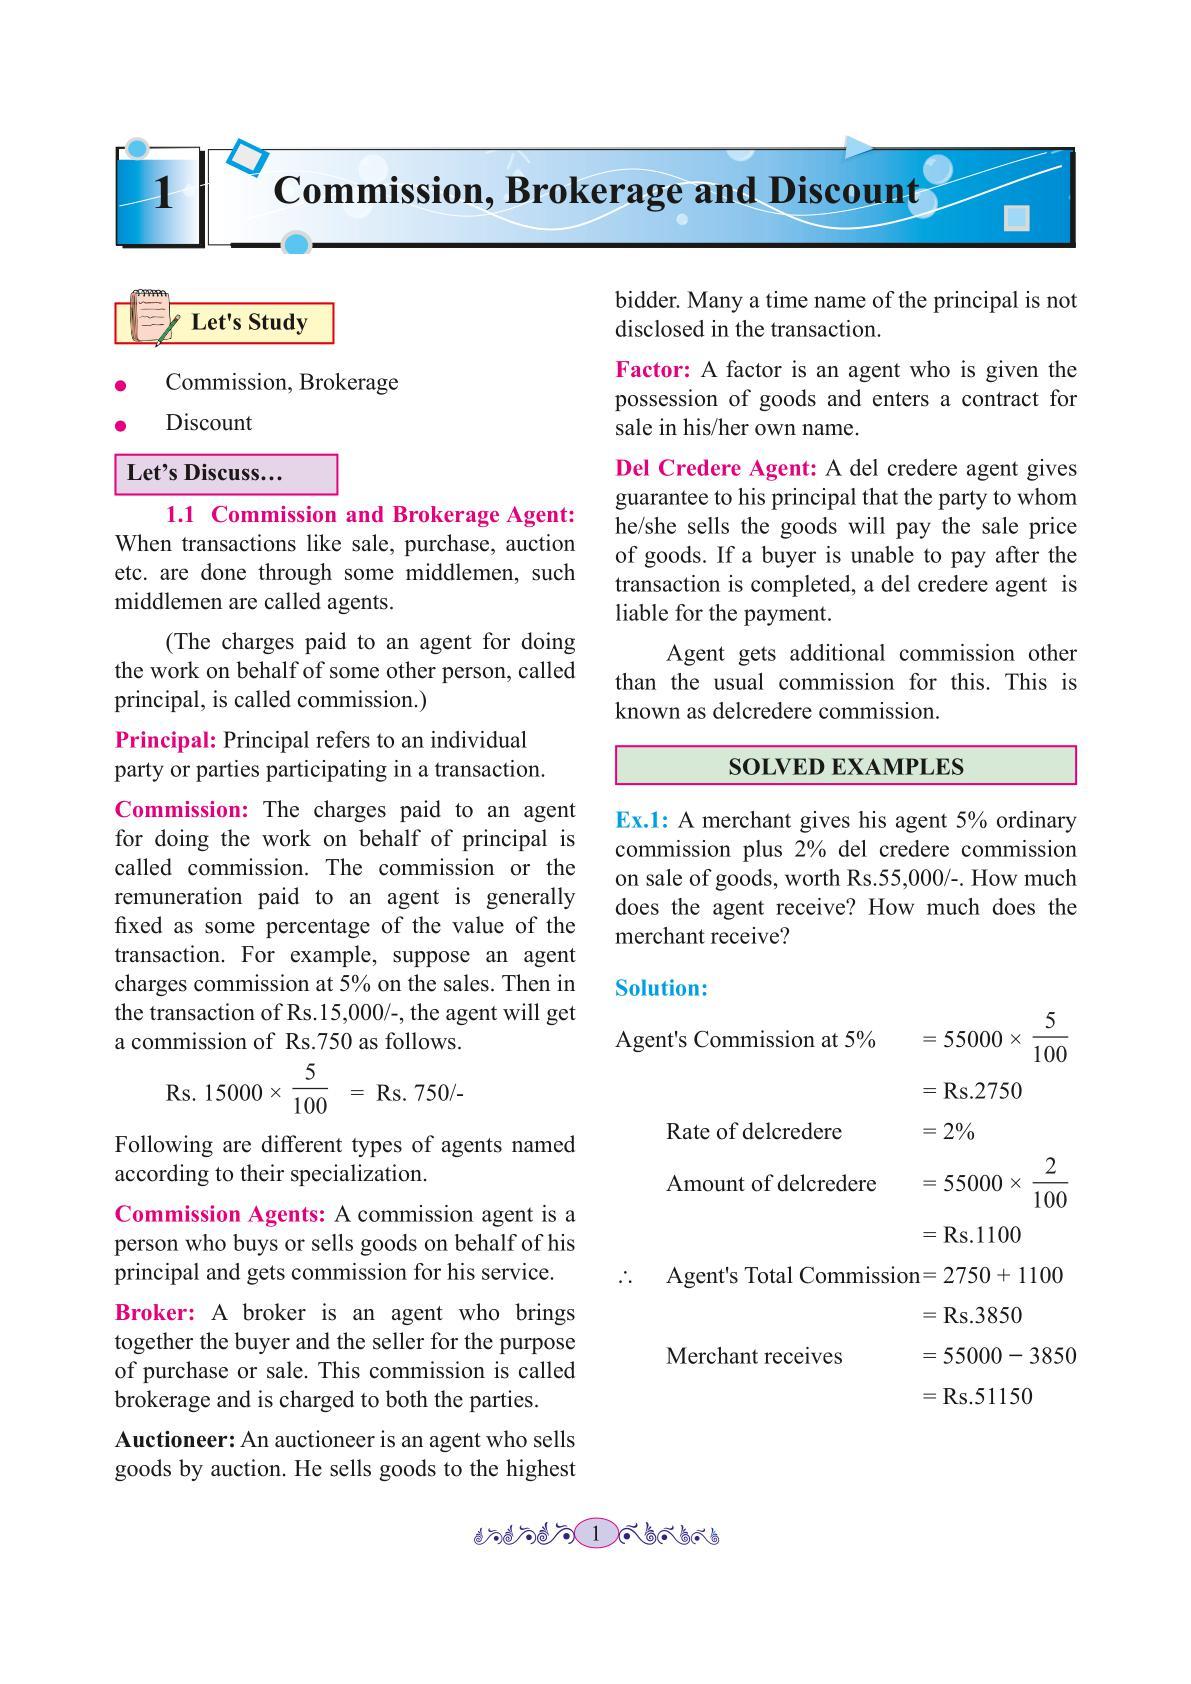 1
Commission, Brokerage and Discount
Let's Study
● Commission, Brokerage
● Discount
Let’s Discuss…
1.1 Commission and Brokerage Agent:
When transactions like sale, purchase, auction
etc. are done through some middlemen, such
middlemen are called agents.
(The charges paid to an agent for doing
the work on behalf of some other person, called
principal, is called commission.)
Principal: Principal refers to an individual
party or parties participating in a transaction.
Commission: The charges paid to an agent
for doing the work on behalf of principal is
called commission. The commission or the
remuneration paid to an agent is generally
fixed as some percentage of the value of the
transaction. For example, suppose an agent
charges commission at 5% on the sales. Then in
the transaction of Rs.15,000/-, the agent will get
a commission of Rs.750 as follows.
Rs. 15000 × 5/100 = Rs. 750/-
Following are different types of agents named
according to their specialization.
Commission Agents: A commission agent is a
person who buys or sells goods on behalf of his
principal and gets commission for his service.
Broker: A broker is an agent who brings
together the buyer and the seller for the purpose
of purchase or sale. This commission is called
brokerage and is charged to both the parties.
Auctioneer: An auctioneer is an agent who sells
goods by auction. He sells goods to the highest
bidder. Many a time name of the principal is not
disclosed in the transaction.
Factor: A factor is an agent who is given the
possession of goods and enters a contract for
sale in his/her own name.
Del Credere Agent: A del credere agent gives
guarantee to his principal that the party to whom
he/she sells the goods will pay the sale price
of goods. If a buyer is unable to pay after the
transaction is completed, a del credere agent is
liable for the payment.
Agent gets additional commission other
than the usual commission for this. This is
known as delcredere commission.
SOLVED EXAMPLES
Ex.1: A merchant gives his agent 5% ordinary
commission plus 2% del credere commission
on sale of goods, worth Rs.55,000/-. How much
does the agent receive? How much does the
merchant receive?
Solution:
Agent's Commission at 5% = 55000 × 5/100
= Rs.2750
Rate of delcredere = 2%
Amount of delcredere = 55000 × 2/100
= Rs.1100
∴ Agent's Total Commission = 2750 + 1100
= Rs.3850
Merchant receives = 55000 − 3850
= Rs.51150
1